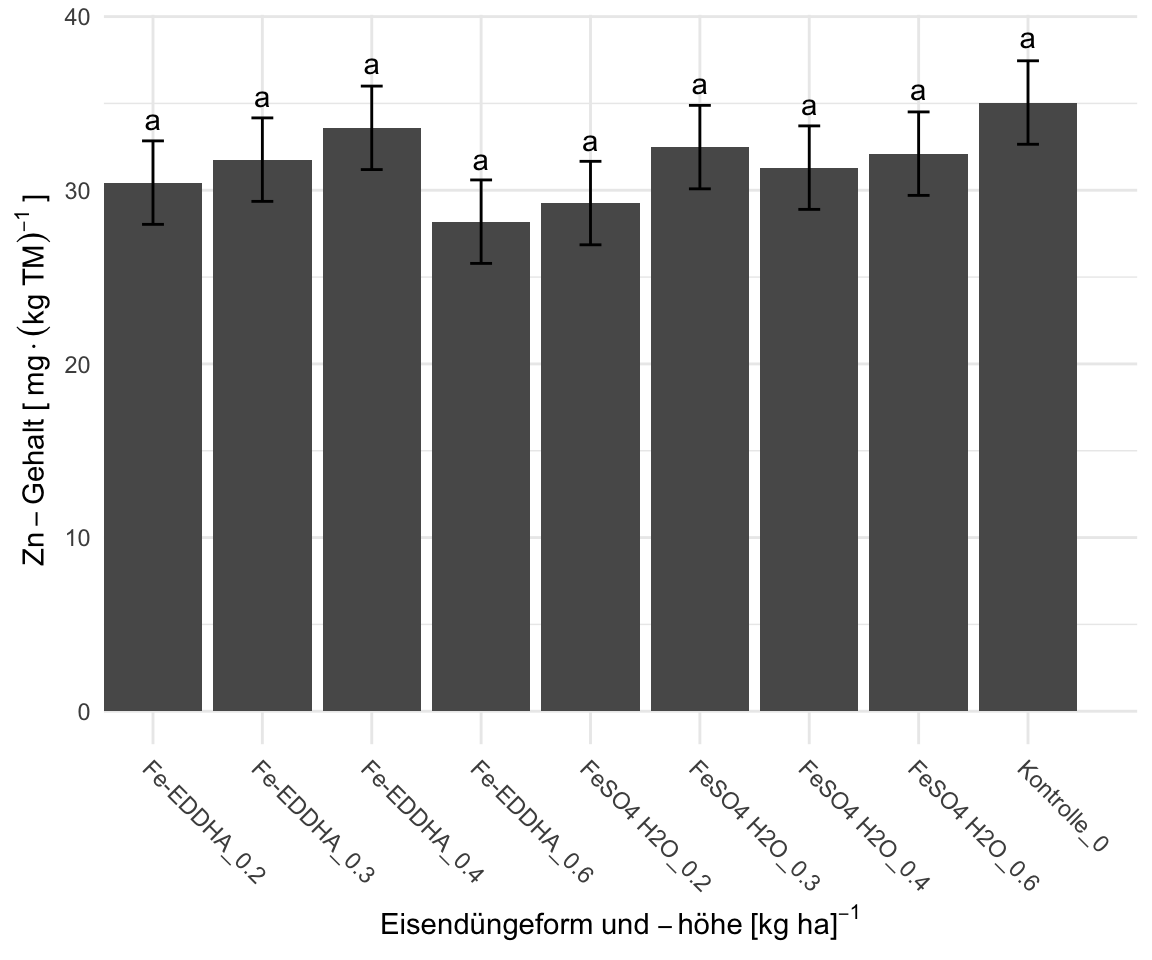 40
30
20
10
0
Zn – Gehalt [ mg · (kg TM)⁻¹ ]
a
a
a
a
a
a
a
a
a
Fe-EDDHA_0.2
Fe-EDDHA_0.3
Fe-EDDHA_0.4
Fe-EDDHA_0.6
FeSO4 H2O_0.2
FeSO4 H2O_0.3
FeSO4 H2O_0.4
FeSO4 H2O_0.6
Kontrolle_0
Eisendüngeform und –höhe [kg ha]⁻¹